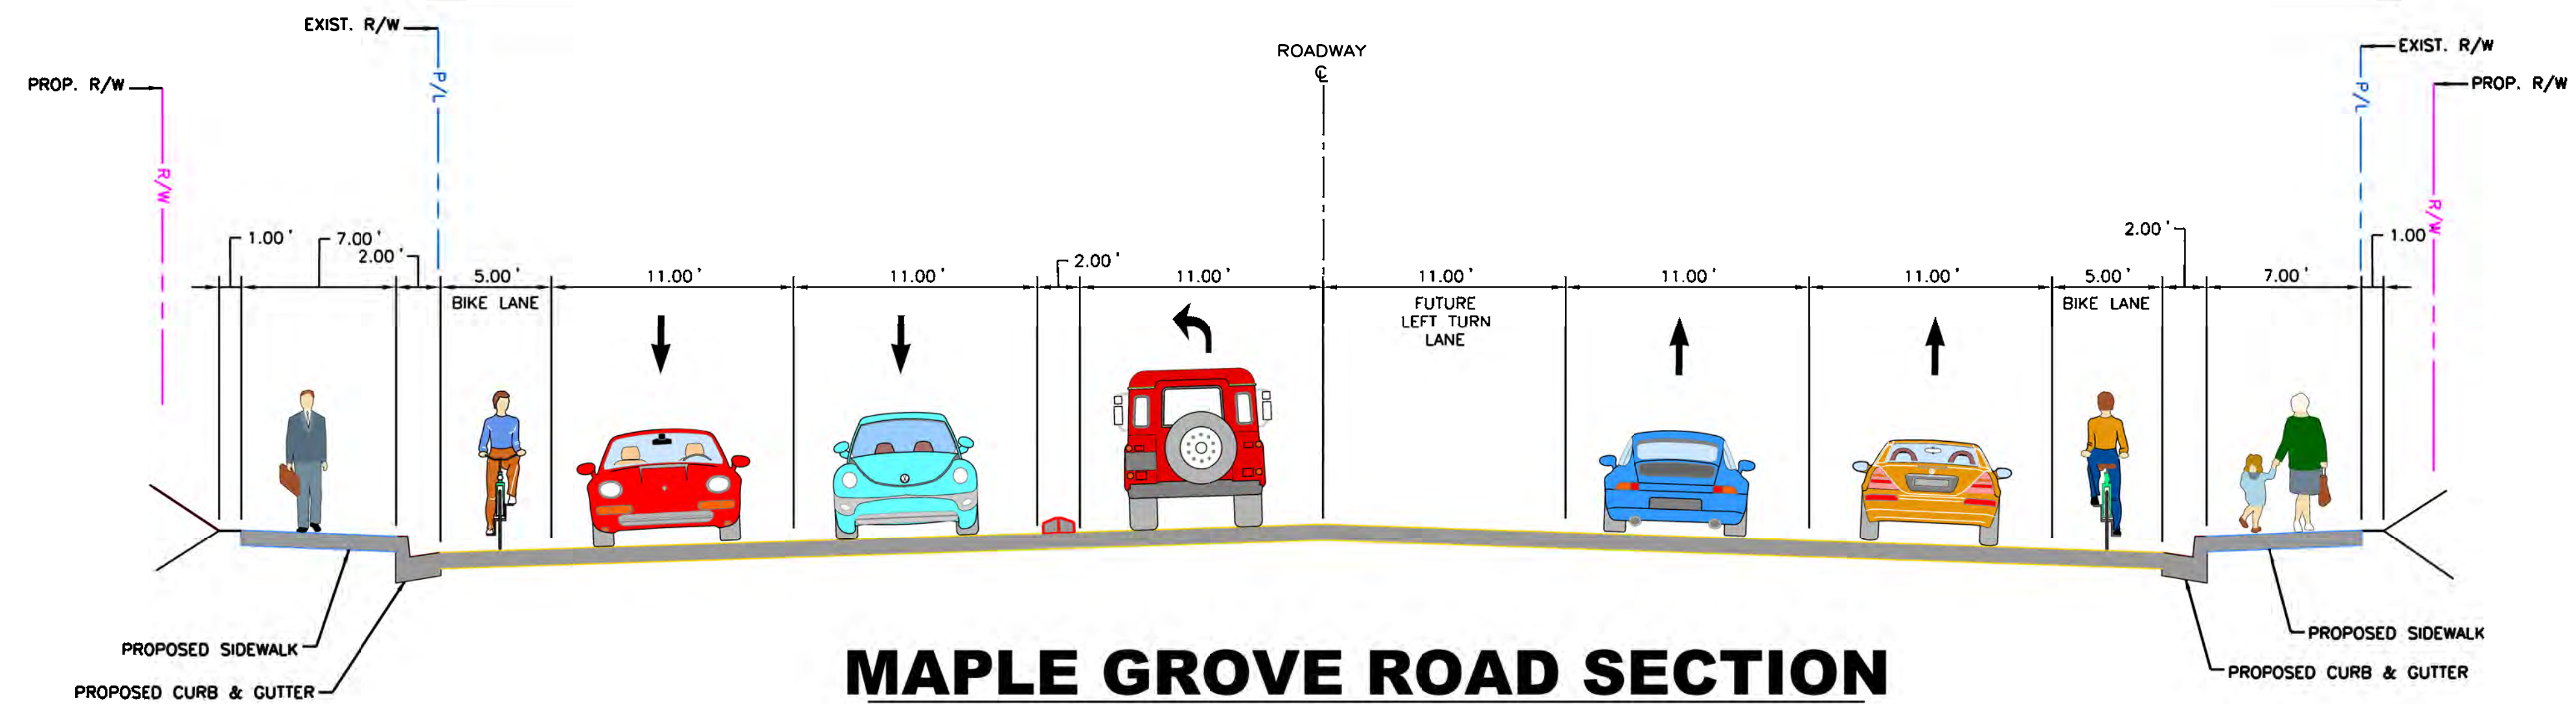 EXIST. R/W
ROADWAY
℄
EXIST. R/W
PROP. R/W
PROP. R/W
P/L
P/L
R/W
R/W
1.00'
7.00'
2.00'
2.00'
2.00'
1.00
5.00'
11.00'
11.00'
11.00'
11.00'
11.00'
11.00'
5.00'
7.00'
BIKE LANE
FUTURE
LEFT TURN
LANE
BIKE LANE
PROPOSED SIDEWALK
PROPOSED CURB & GUTTER
PROPOSED SIDEWALK
PROPOSED CURB & GUTTER
MAPLE GROVE ROAD SECTION